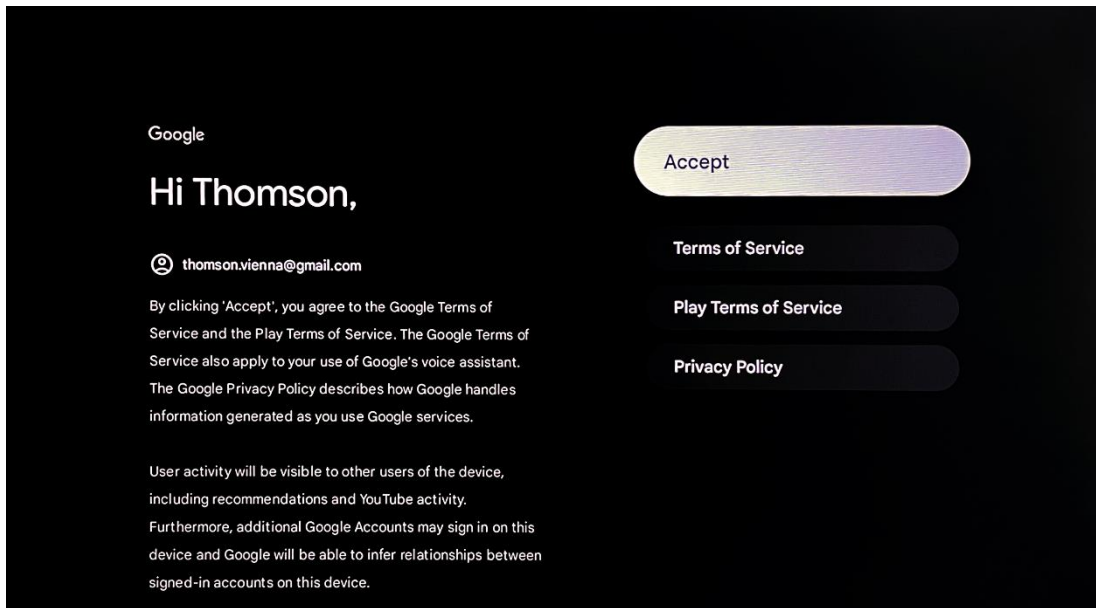 Google
Hi Thomson,
thomson.vienna@gmail.com
By clicking 'Accept', you agree to the Google Terms of
Service and the Play Terms of Service. The Google Terms of
Service also apply to your use of Google's voice assistant.
The Google Privacy Policy describes how Google handles
information generated as you use Google services.
User activity will be visible to other users of the device,
including recommendations and YouTube activity.
Furthermore, additional Google Accounts may sign in on this
device and Google will be able to infer relationships between
signed-in accounts on this device.
Accept
Terms of Service
Play Terms of Service
Privacy Policy